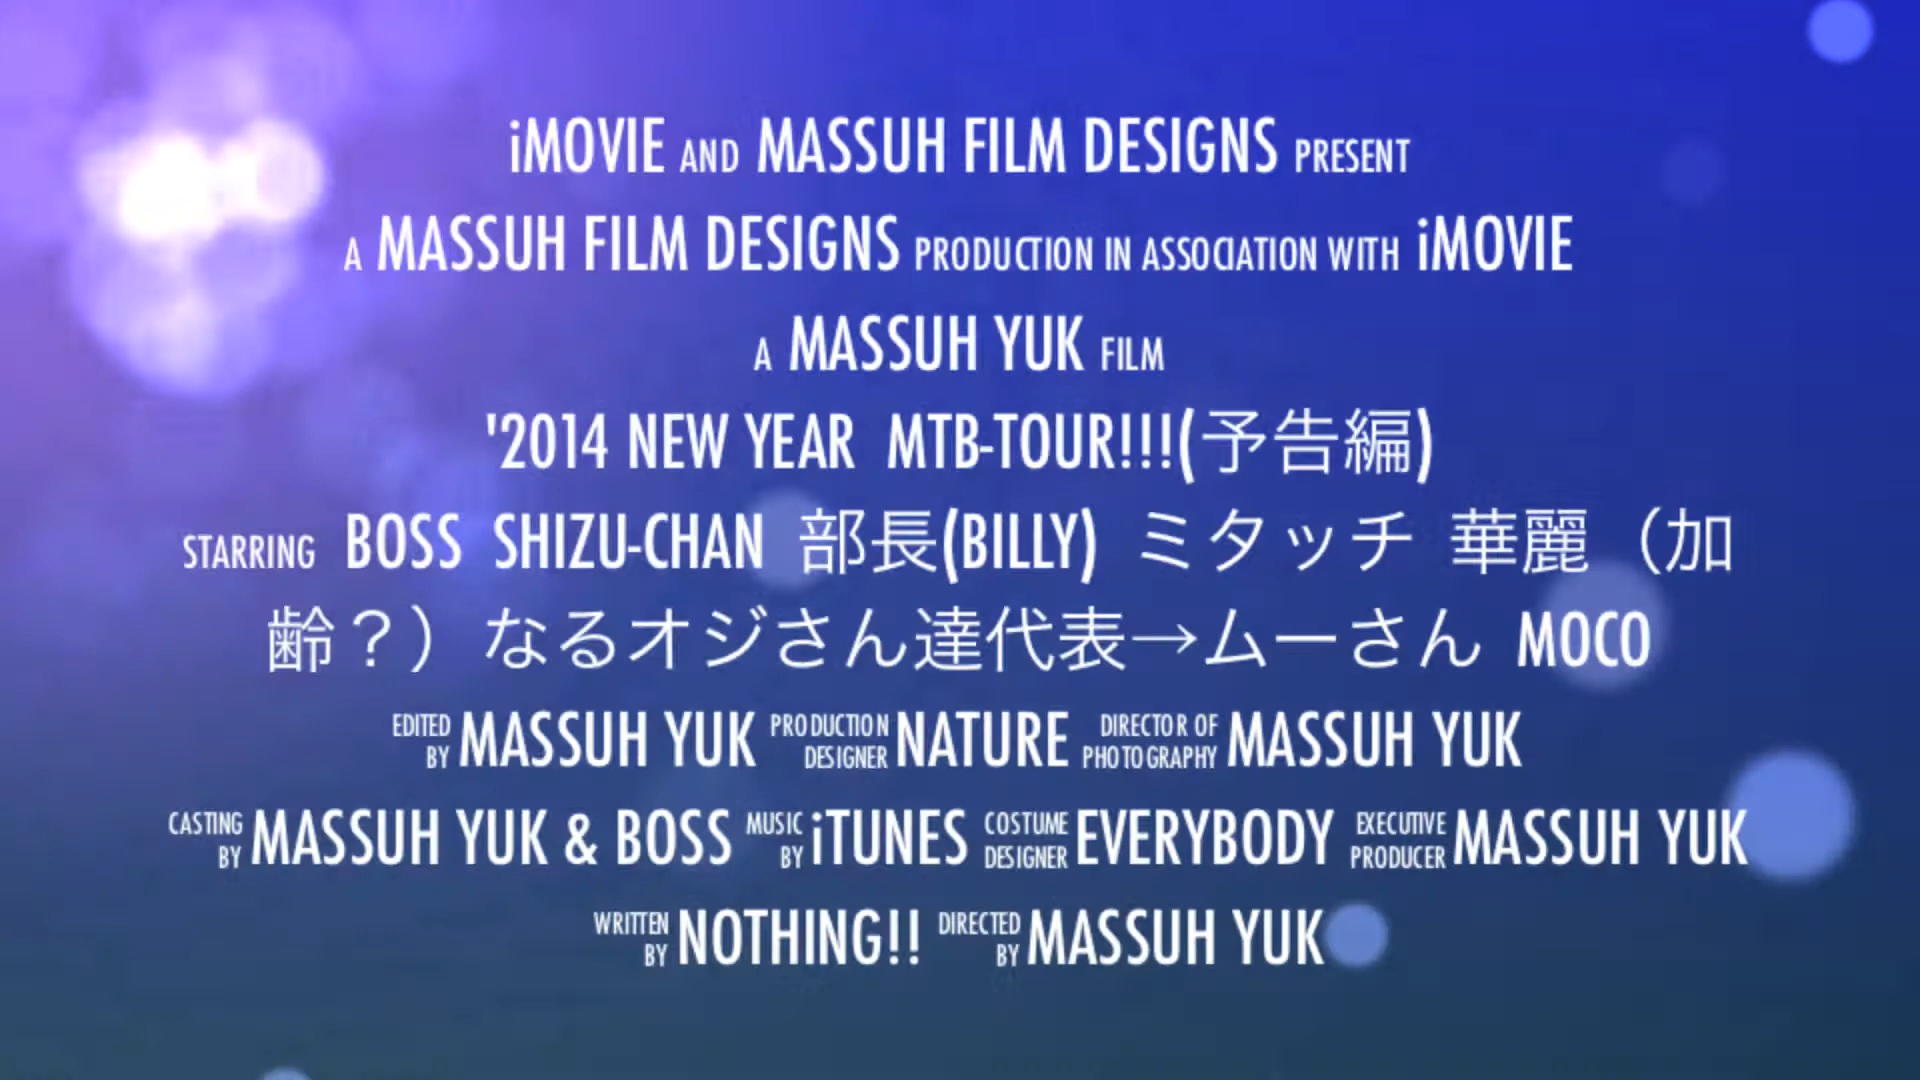 iMOVIE AND MASSUH FILM DESIGNS PRESENT
A MASSUH FILM DESIGNS PRODUCTION IN ASSOCIATION WITH iMOVIE
A MASSUH YUK FILM
'2014 NEW YEAR MTB-TOUR!!!(予告編)
STARRING BOSS SHIZU-CHAN 部長(BILLY) ミタッチ 華麗（加
齢？）なるオジさん達代表→ムーさん MOCO
EDITED BY MASSUH YUK PRODUCTION DESIGNER NATURE DIRECTOR OF PHOTOGRAPHY MASSUH YUK
CASTING BY MASSUH YUK & BOSS MUSIC BY iTUNES COSTUME DESIGNER EVERYBODY EXECUTIVE PRODUCER MASSUH YUK
WRITTEN BY NOTHING!! DIRECTED BY MASSUH YUK